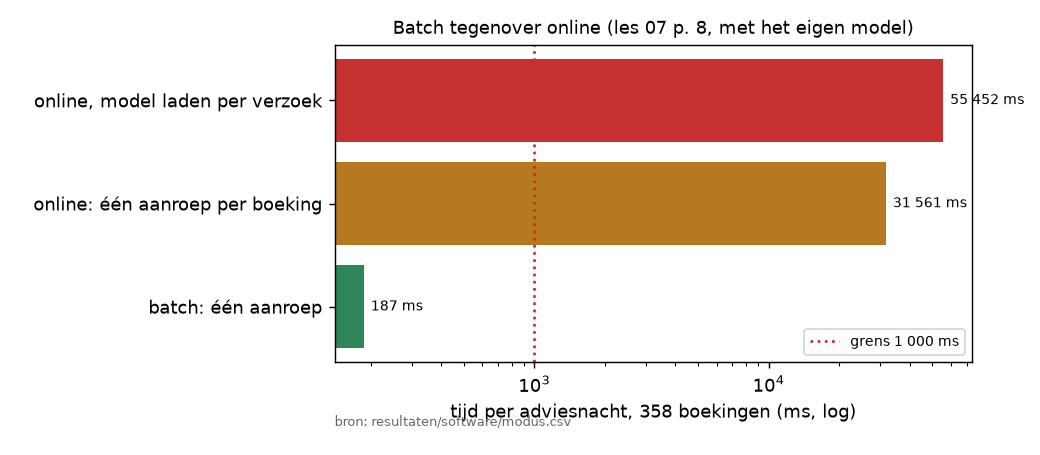 Batch tegenover online (les 07 p. 8, met het eigen model)
online, model laden per verzoek
55 452 ms
online: één aanroep per boeking
31 561 ms
batch: één aanroep
187 ms
grens 1 000 ms
10³
10⁴
tijd per adviesnacht, 358 boekingen (ms, log)
bron: resultaten/software/modus.csv